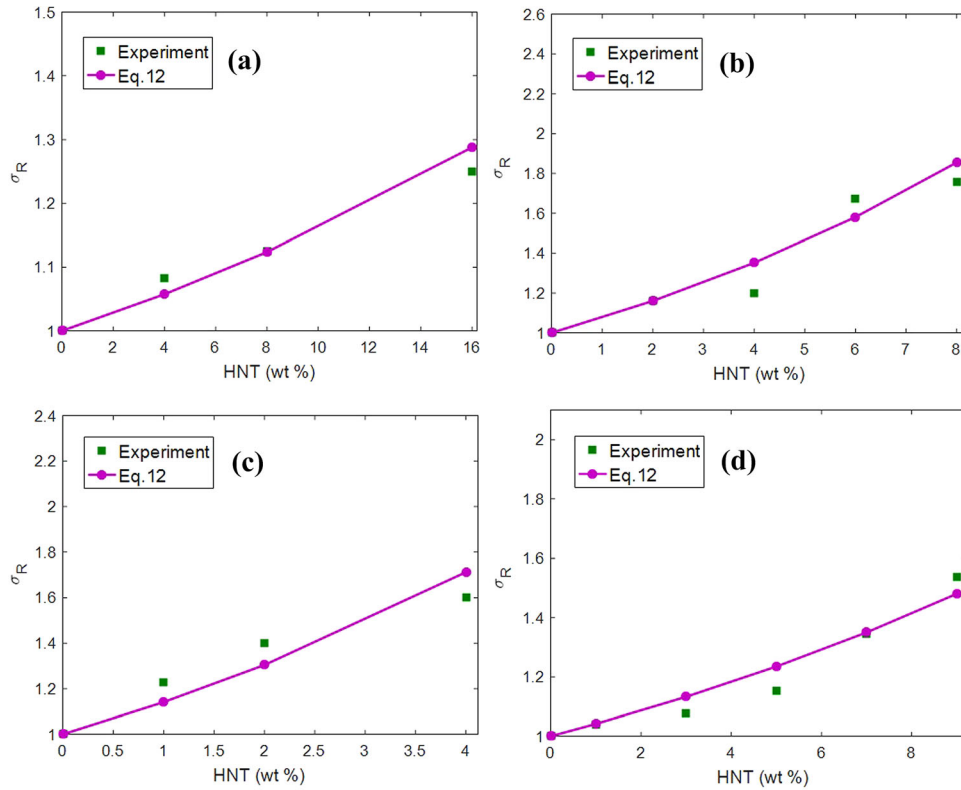 1.5
1.4
1.3
1.2
1.1
1
σR
Experiment
Eq.12
(a)
0 2 4 6 8 10 12 14 16
HNT (wt %)
2.6
2.4
2.2
2
1.8
1.6
1.4
1.2
1
σR
Experiment
Eq.12
(b)
0 1 2 3 4 5 6 7 8
HNT (wt %)
2.4
2.2
2
1.8
1.6
1.4
1.2
1
σR
Experiment
Eq.12
(c)
0 0.5 1 1.5 2 2.5 3 3.5 4
HNT (wt %)
2
1.8
1.6
1.4
1.2
1
σR
Experiment
Eq.12
(d)
0 2 4 6 8
HNT (wt %)